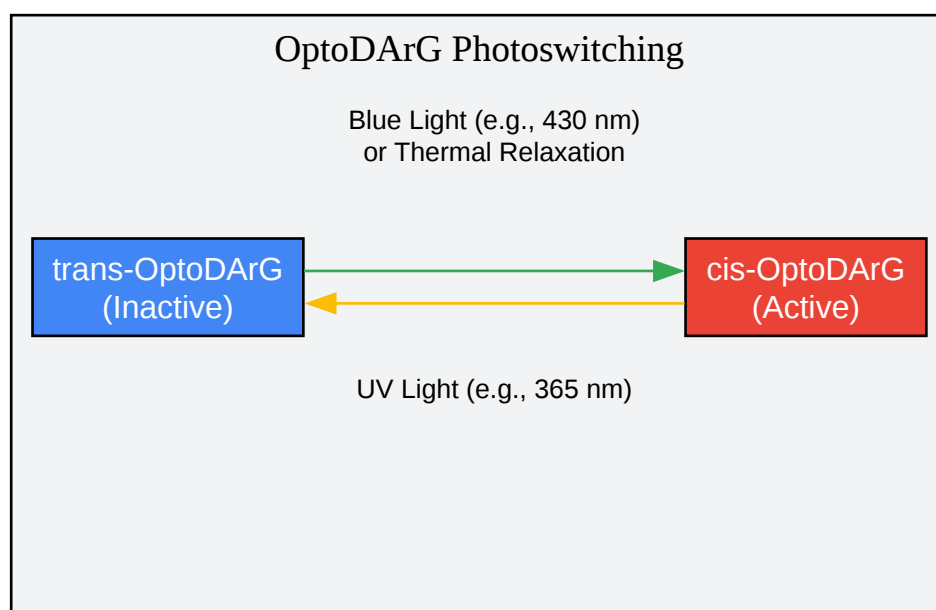 OptoDArG Photoswitching
Blue Light (e.g., 430 nm)
or Thermal Relaxation
trans-OptoDArG
(Inactive)
cis-OptoDArG
(Active)
UV Light (e.g., 365 nm)